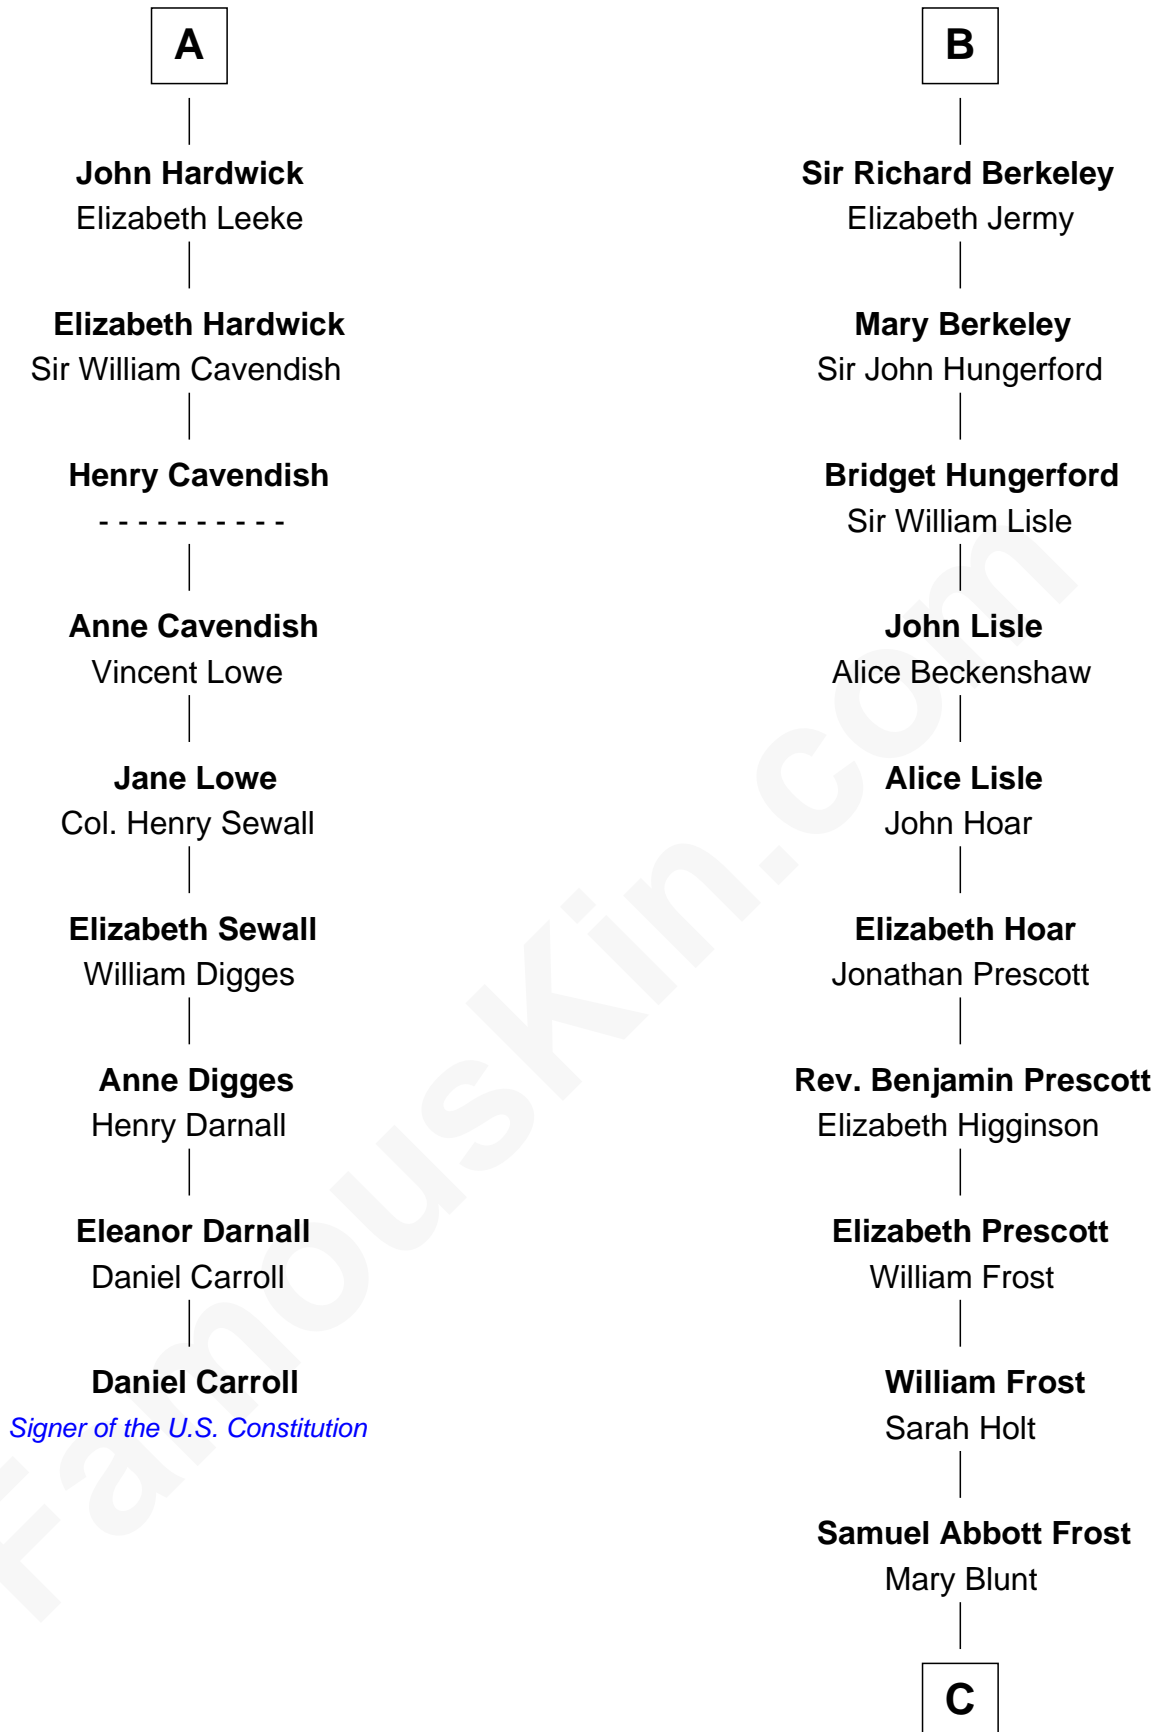 A
John Hardwick
Elizabeth Leeke
Elizabeth Hardwick
Sir William Cavendish
Henry Cavendish
- - - - - - - - - -
Anne Cavendish
Vincent Lowe
Jane Lowe
Col. Henry Sewall
Elizabeth Sewall
William Digges
Anne Digges
Henry Darnall
Eleanor Darnall
Daniel Carroll
Daniel Carroll
Signer of the U.S. Constitution
B
Sir Richard Berkeley
Elizabeth Jermy
Mary Berkeley
Sir John Hungerford
Bridget Hungerford
Sir William Lisle
John Lisle
Alice Beckenshaw
Alice Lisle
John Hoar
Elizabeth Hoar
Jonathan Prescott
Rev. Benjamin Prescott
Elizabeth Higginson
Elizabeth Prescott
William Frost
William Frost
Sarah Holt
Samuel Abbott Frost
Mary Blunt
C
FamousKin.com